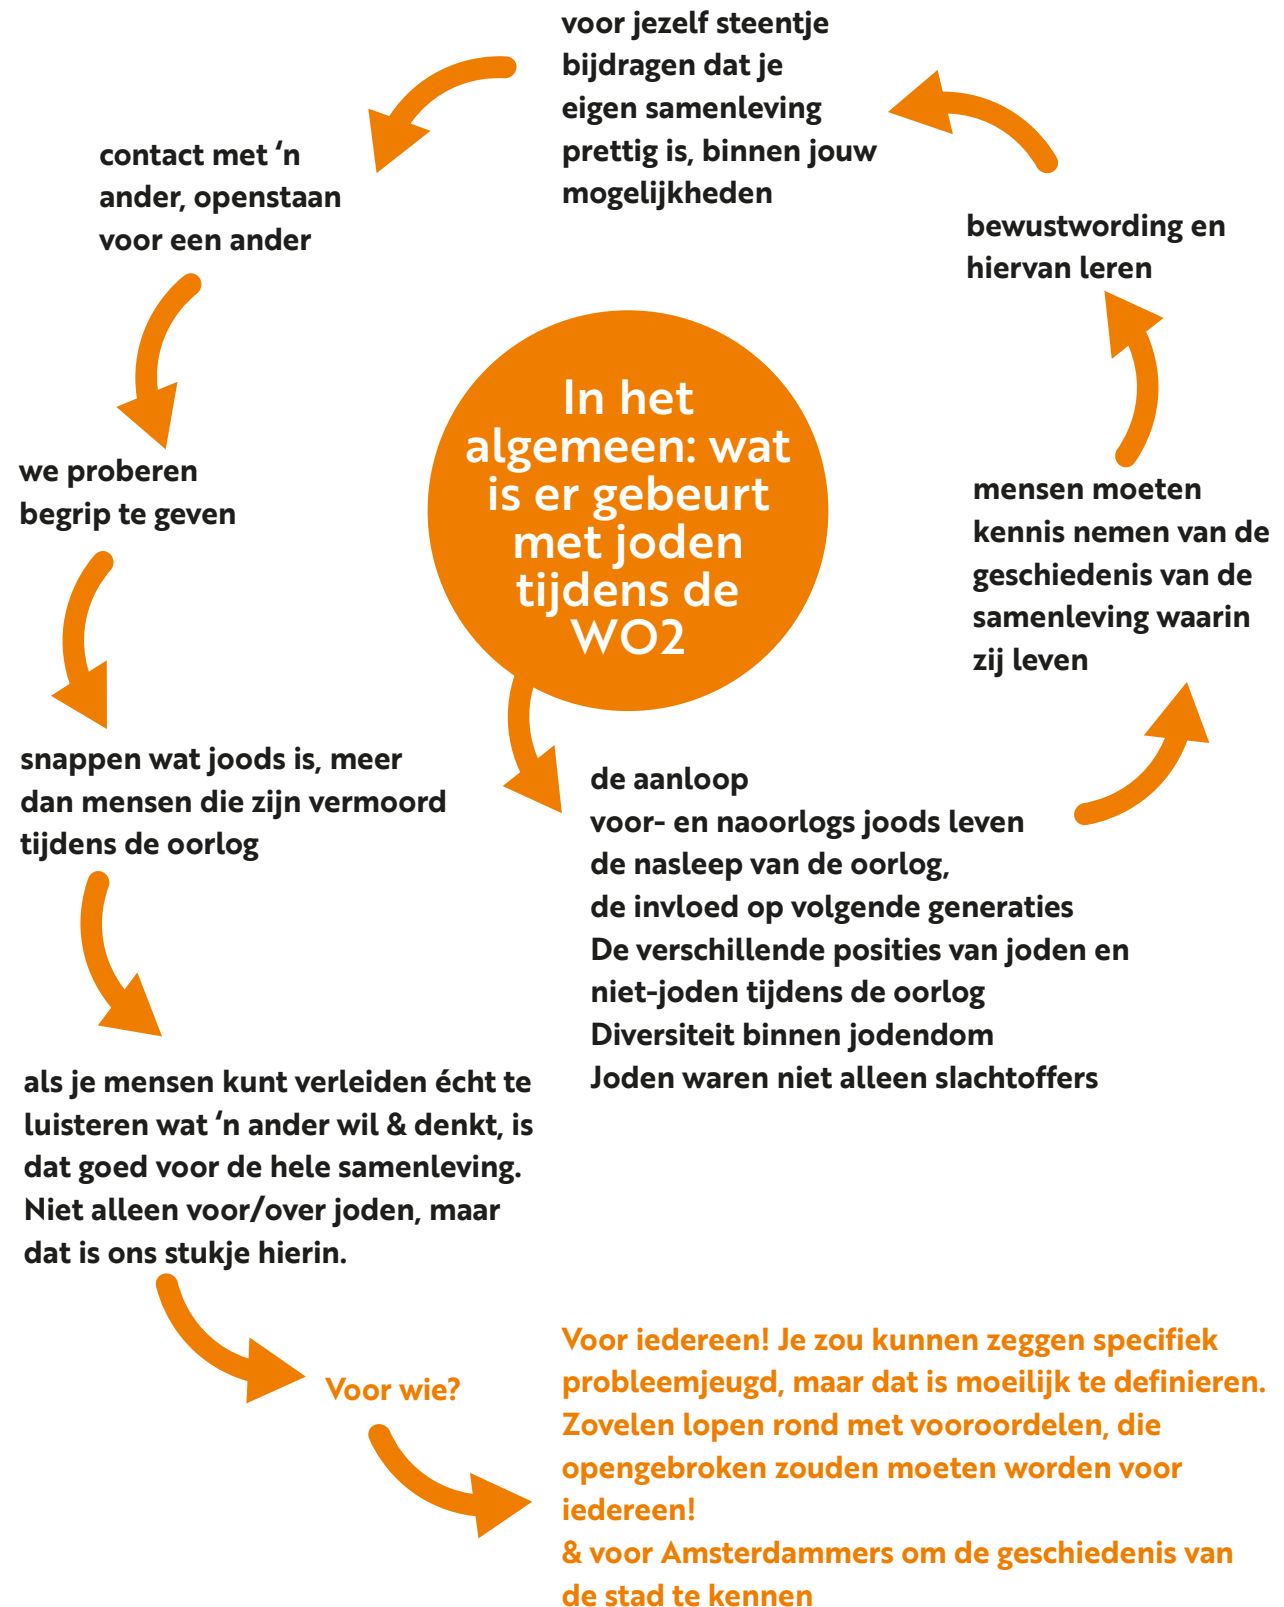 In het
algemeen: wat
is er gebeurt
met joden
tijdens de
WO2
de aanloop
voor- en naoorlogs joods leven
de nasleep van de oorlog,
de invloed op volgende generaties
De verschillende posities van joden en
niet-joden tijdens de oorlog
Diversiteit binnen jodendom
Joden waren niet alleen slachtoffers
mensen moeten
kennis nemen van de
geschiedenis van de
samenleving waarin
zij leven
bewustwording en
hiervan leren
voor jezelf steentje
bijdragen dat je
eigen samenleving
prettig is, binnen jouw
mogelijkheden
contact met ‘n
ander, openstaan
voor een ander
we proberen
begrip te geven
snappen wat joods is, meer
dan mensen die zijn vermoord
tijdens de oorlog
als je mensen kunt verleiden écht te
luisteren wat ‘n ander wil & denkt, is
dat goed voor de hele samenleving.
Niet alleen voor/over joden, maar
dat is ons stukje hierin.
Voor wie?
Voor iedereen! Je zou kunnen zeggen specifiek
probleemjeugd, maar dat is moeilijk te definieren.
Zovelen lopen rond met vooroordelen, die
opengebroken zouden moeten worden voor
iedereen!
& voor Amsterdammers om de geschiedenis van
de stad te kennen